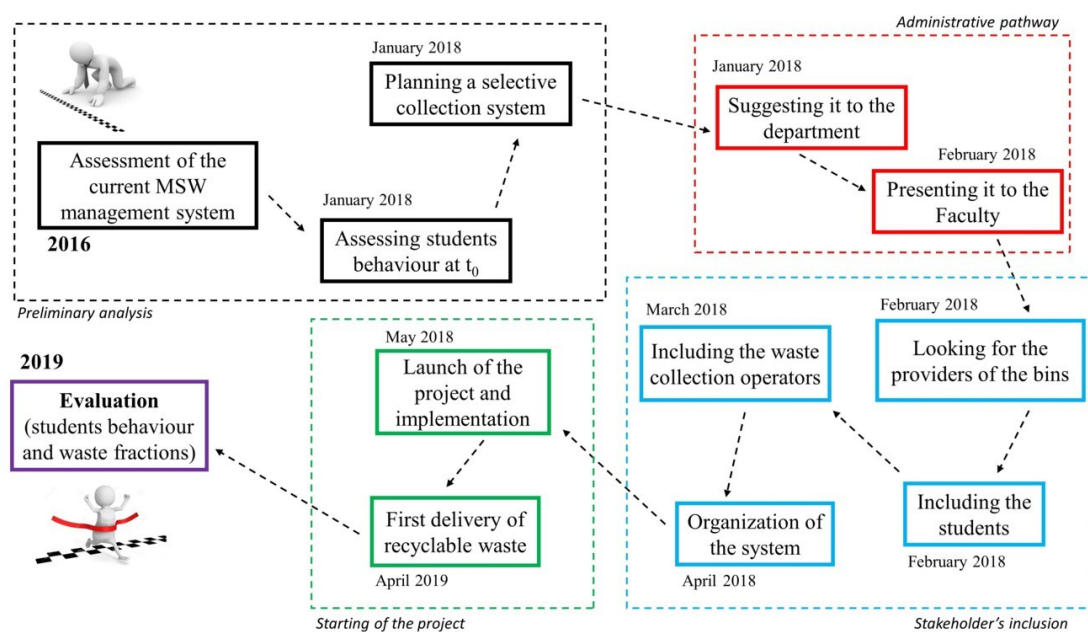 Administrative pathway
January 2018
Planning a selective
collection system
January 2018
Suggesting it to the
department
February 2018
Presenting it to the
Faculty
Assessment of the
current MSW
management system
2016
January 2018
Assessing students
behaviour at t0
Preliminary analysis
February 2018
Looking for the
providers of the bins
March 2018
Including the waste
collection operators
May 2018
Launch of the
project and
implementation
2019
Evaluation
(students behaviour
and waste fractions)
Including the
students
February 2018
Organization of
the system
April 2018
First delivery of
recyclable waste
April 2019
Starting of the project
Stakeholder's inclusion